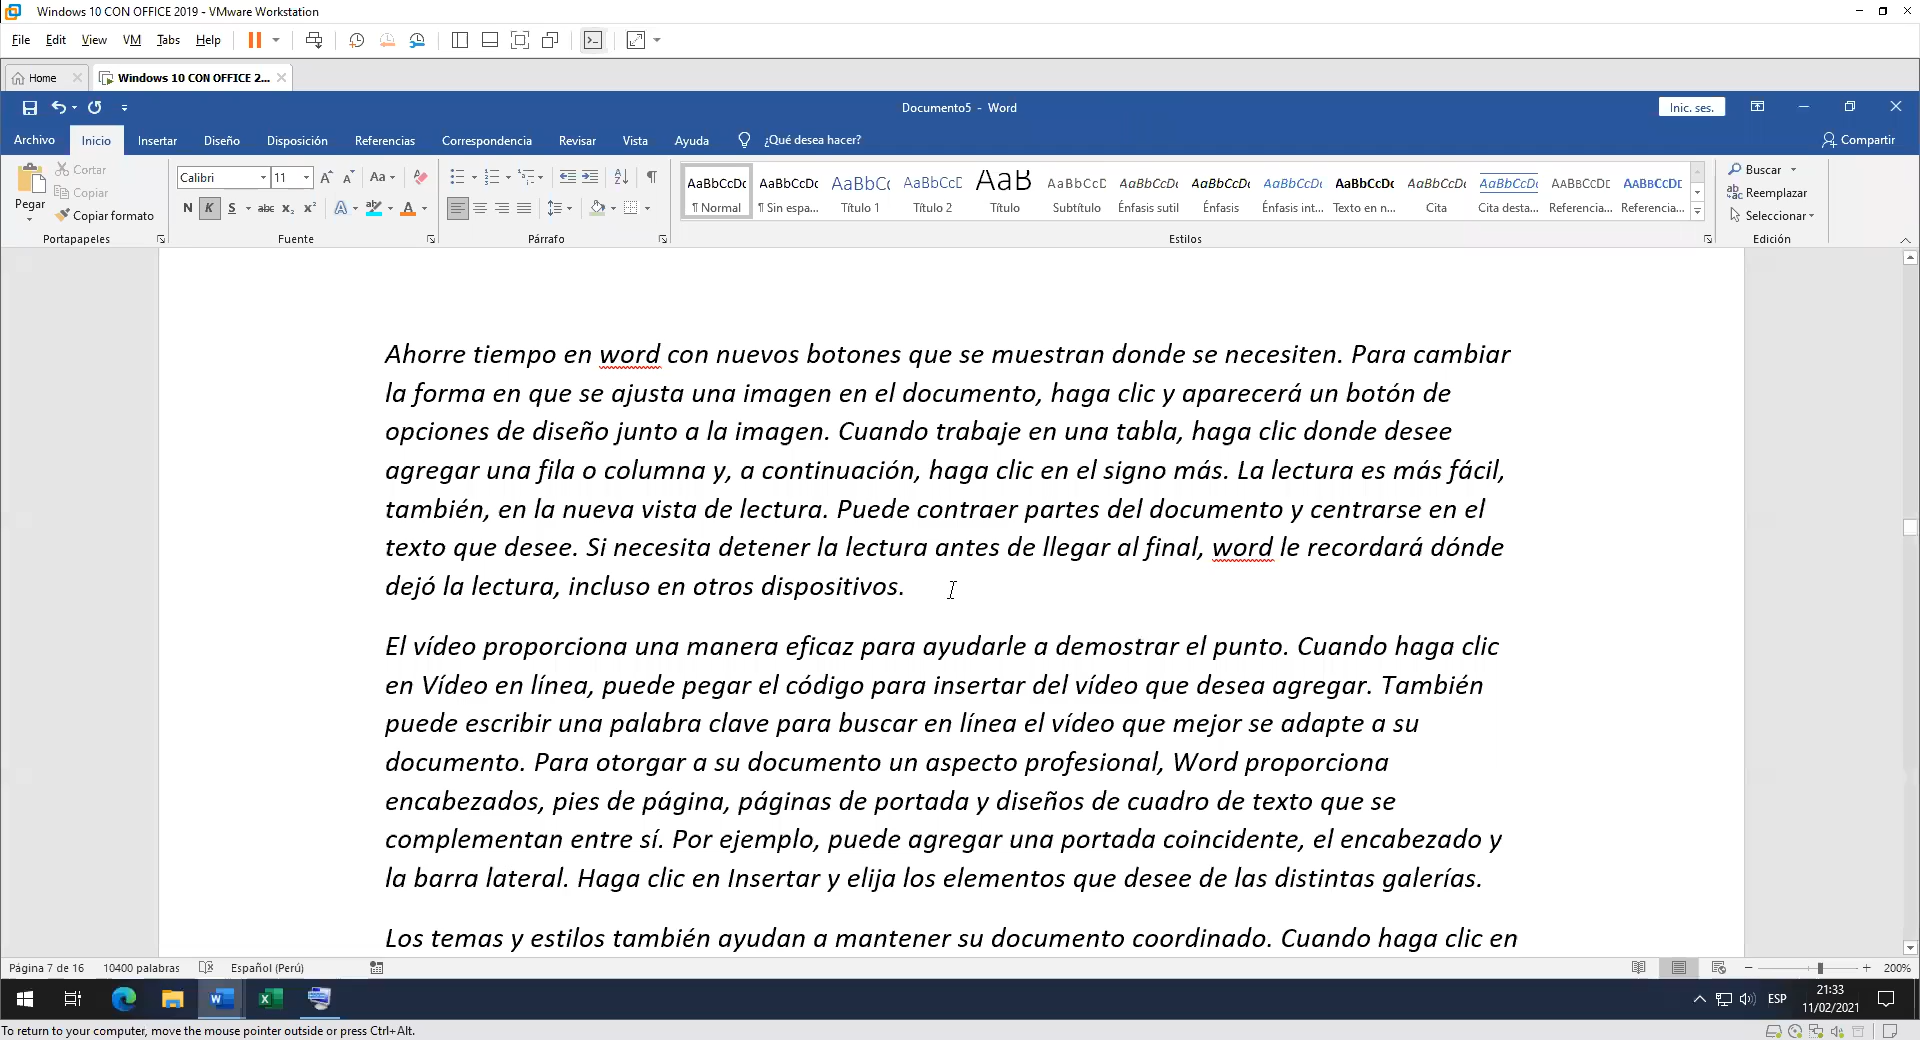 Windows 10 CON OFFICE 2019 - VMware Workstation
File Edit View VM Tabs Help
Home Windows 10 CON OFFICE 2...
Documento5 - Word Inic. ses.
Archivo Inicio Insertar Diseño Disposición Referencias Correspondencia Revisar Vista Ayuda ¿Qué desea hacer? Compartir
Pegar
Cortar
Copiar
Copiar formato
Portapapeles
Calibri 11
N K S abc
Fuente
Párrafo
AaBbCcDc AaBbCcDc AaBbCc AaBbCcD AaB AaBbCcD AaBbCcDc AaBbCcDc AaBbCcDc AaBbCcDc AaBbCcDc AaBbCcDc AaBbCcDd AaBbCcDd
¶ Normal ¶ Sin espa... Título 1 Título 2 Título Subtítulo Énfasis sutil Énfasis Énfasis int... Texto en n... Cita Cita desta... Referencia... Referencia...
Estilos
Buscar
Reemplazar
Seleccionar
Edición
Ahorre tiempo en word con nuevos botones que se muestran donde se necesiten. Para cambiar
la forma en que se ajusta una imagen en el documento, haga clic y aparecerá un botón de
opciones de diseño junto a la imagen. Cuando trabaje en una tabla, haga clic donde desee
agregar una fila o columna y, a continuación, haga clic en el signo más. La lectura es más fácil,
también, en la nueva vista de lectura. Puede contraer partes del documento y centrarse en el
texto que desee. Si necesita detener la lectura antes de llegar al final, word le recordará dónde
dejó la lectura, incluso en otros dispositivos.
El vídeo proporciona una manera eficaz para ayudarle a demostrar el punto. Cuando haga clic
en Vídeo en línea, puede pegar el código para insertar del vídeo que desea agregar. También
puede escribir una palabra clave para buscar en línea el vídeo que mejor se adapte a su
documento. Para otorgar a su documento un aspecto profesional, Word proporciona
encabezados, pies de página, páginas de portada y diseños de cuadro de texto que se
complementan entre sí. Por ejemplo, puede agregar una portada coincidente, el encabezado y
la barra lateral. Haga clic en Insertar y elija los elementos que desee de las distintas galerías.
Los temas y estilos también ayudan a mantener su documento coordinado. Cuando haga clic en
Página 7 de 16 10400 palabras Español (Perú) 200%
ESP
21:33
11/02/2021
To return to your computer, move the mouse pointer outside or press Ctrl+Alt.